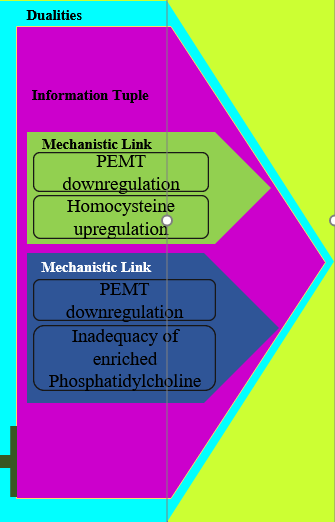 Dualities
Information Tuple
Mechanistic Link
PEMT
downregulation
Homocysteine
upregulation
Mechanistic Link
PEMT
downregulation
Inadequacy of
enriched
Phosphatidylcholine